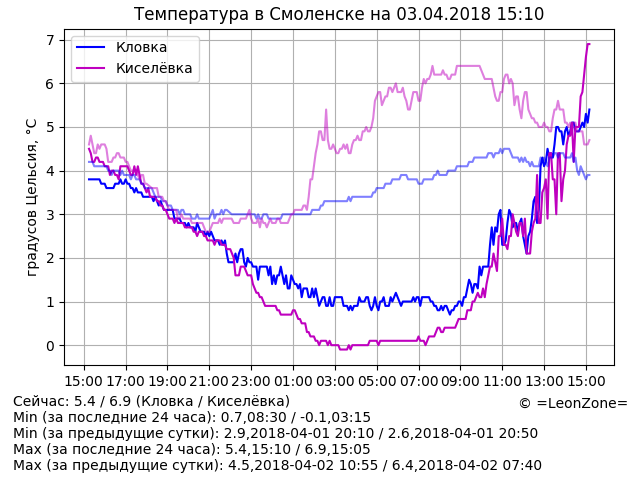 Температура в Смоленске на 03.04.2018 15:10
Кловка
Киселёвка
градусов Цельсия, °C
7
6
5
4
3
2
1
0
15:00 17:00 19:00 21:00 23:00 01:00 03:00 05:00 07:00 09:00 11:00 13:00 15:00
Сейчас: 5.4 / 6.9 (Кловка / Киселёвка)
© =LeonZone=
Min (за последние 24 часа): 0.7,08:30 / -0.1,03:15
Min (за предыдущие сутки): 2.9,2018-04-01 20:10 / 2.6,2018-04-01 20:50
Max (за последние 24 часа): 5.4,15:10 / 6.9,15:05
Max (за предыдущие сутки): 4.5,2018-04-02 10:55 / 6.4,2018-04-02 07:40